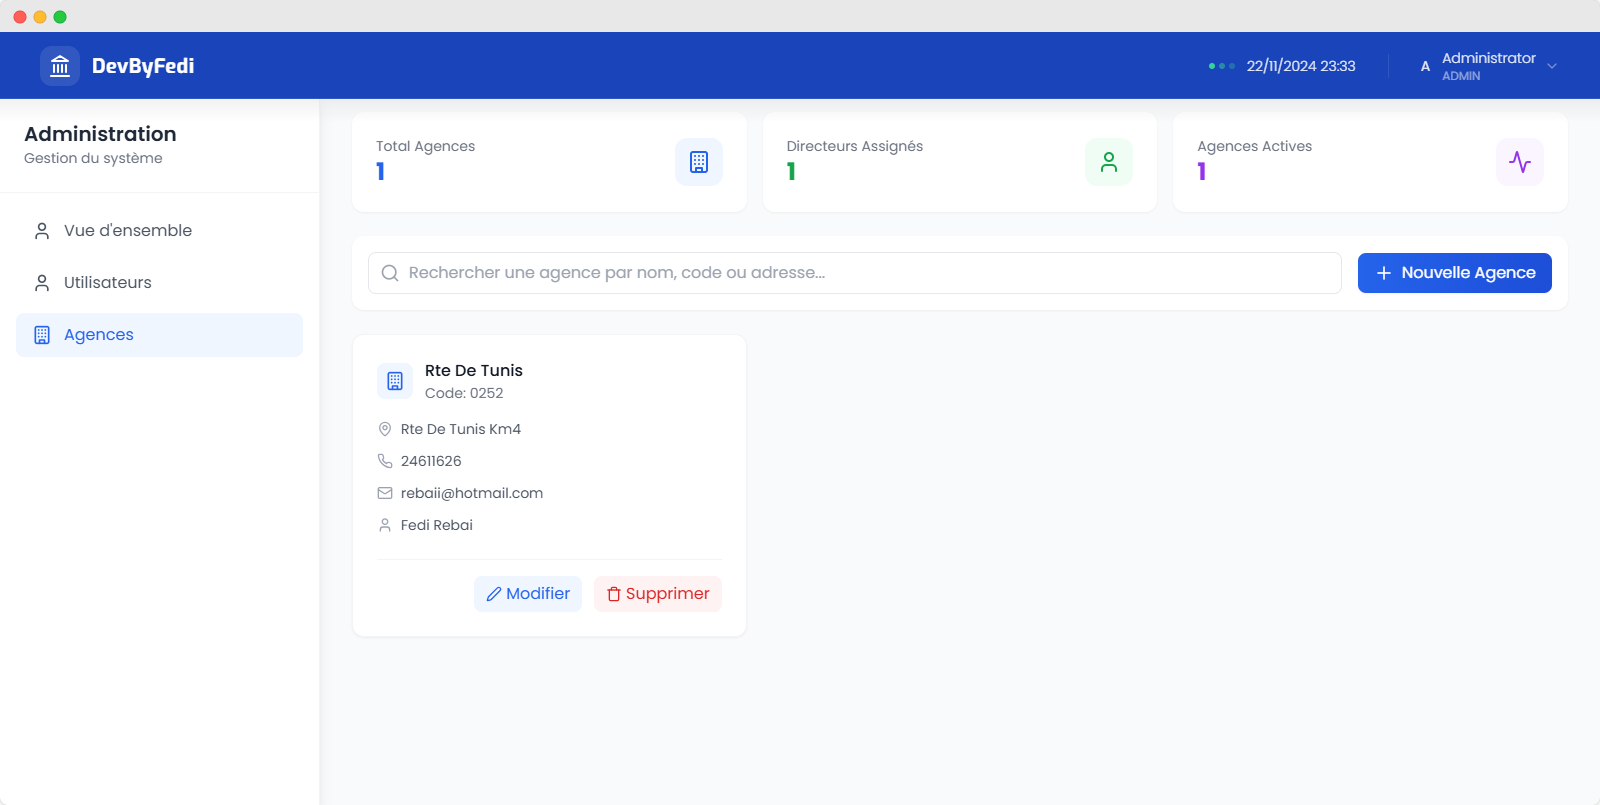 DevByFedi
22/11/2024 23:33
A
Administrator
ADMIN
Administration
Gestion du système
Vue d'ensemble
Utilisateurs
Agences
Total Agences
1
Directeurs Assignés
1
Agences Actives
1
Rechercher une agence par nom, code ou adresse...
Nouvelle Agence
Rte De Tunis
Code: 0252
Rte De Tunis Km4
24611626
rebaii@hotmail.com
Fedi Rebai
Modifier
Supprimer